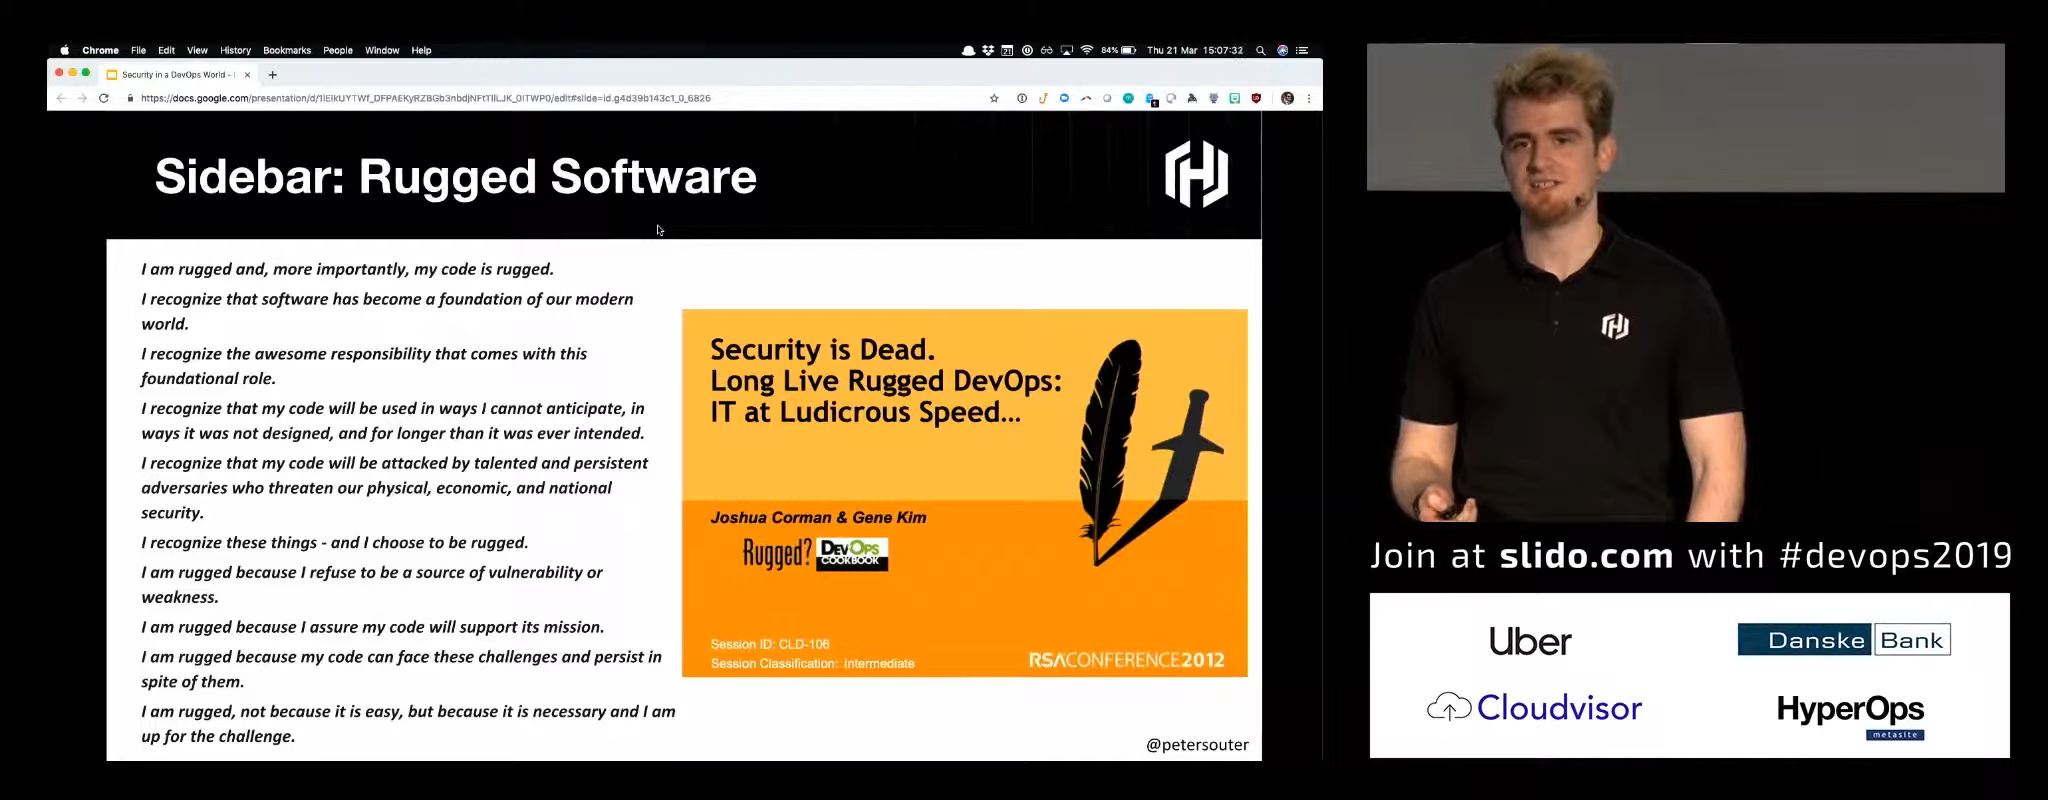 Chrome File Edit View History Bookmarks People Window Help
84% Thu 21 Mar 15:07:32
Security in a DevOps World -
Sidebar: Rugged Software
I am rugged and, more importantly, my code is rugged.
I recognize that software has become a foundation of our modern
world.
I recognize the awesome responsibility that comes with this
foundational role.
I recognize that my code will be used in ways I cannot anticipate, in
ways it was not designed, and for longer than it was ever intended.
I recognize that my code will be attacked by talented and persistent
adversaries who threaten our physical, economic, and national
security.
I recognize these things - and I choose to be rugged.
I am rugged because I refuse to be a source of vulnerability or
weakness.
I am rugged because I assure my code will support its mission.
I am rugged because my code can face these challenges and persist in
spite of them.
I am rugged, not because it is easy, but because it is necessary and I am
up for the challenge.
Security is Dead.
Long Live Rugged DevOps:
IT at Ludicrous Speed...
Joshua Corman & Gene Kim
Rugged? DEVOPS
COOKBOOK
Session ID: CLD-106
Session Classification: Intermediate
RSACONFERENCE2012
@petersouter
Join at slido.com with #devops2019
Uber
Danske Bank
Cloudvisor
HyperOps
metasite